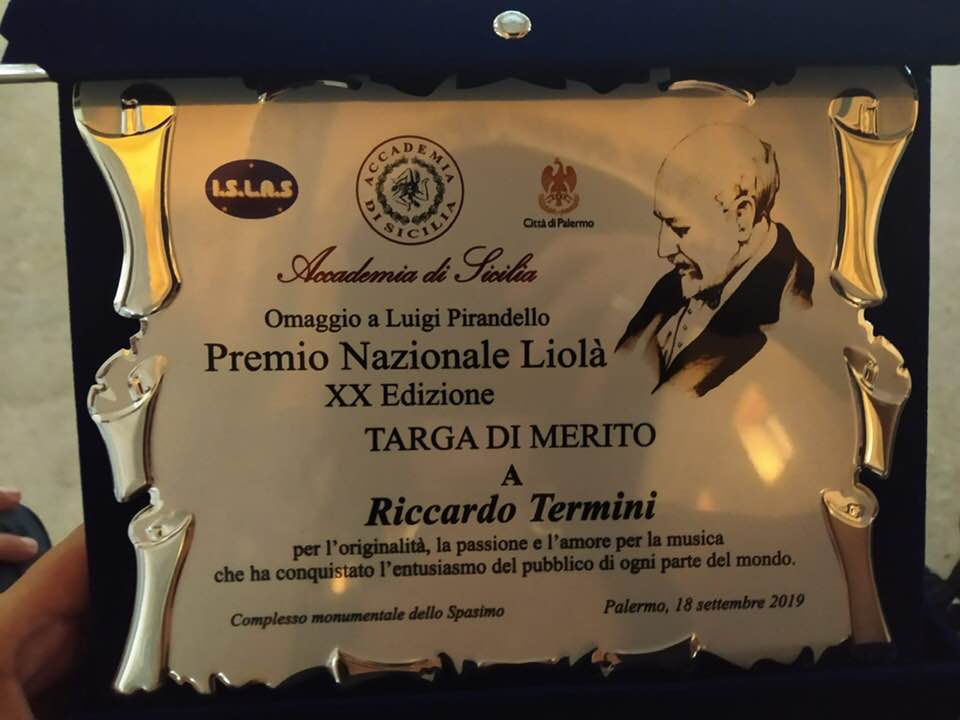 I.S.L.A.S
ACCADEMIA DI SICILIA
Città di Palermo
Accademia di Sicilia
Omaggio a Luigi Pirandello
Premio Nazionale Liolà
XX Edizione
TARGA DI MERITO
A
Riccardo Termini
per l'originalità, la passione e l'amore per la musica
che ha conquistato l'entusiasmo del pubblico di ogni parte del mondo.
Complesso monumentale dello Spasimo
Palermo, 18 settembre 2019